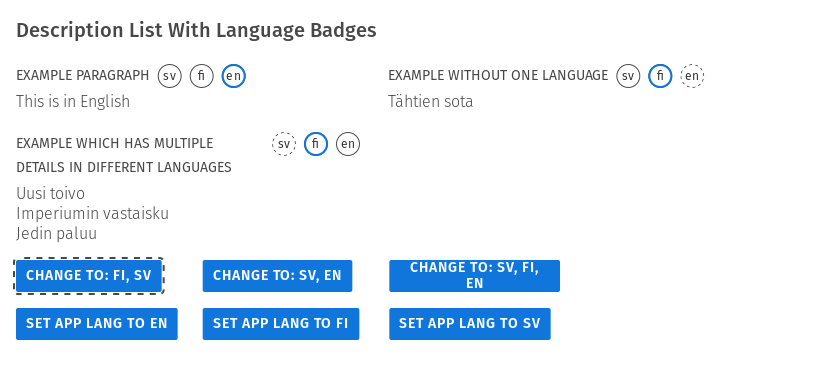 Description List With Language Badges
EXAMPLE PARAGRAPH sv fi en
This is in English
EXAMPLE WITHOUT ONE LANGUAGE sv fi en
Tähtien sota
EXAMPLE WHICH HAS MULTIPLE sv fi en
DETAILS IN DIFFERENT LANGUAGES
Uusi toivo
Imperiumin vastaisku
Jedin paluu
CHANGE TO: FI, SV
CHANGE TO: SV, EN
CHANGE TO: SV, FI,
EN
SET APP LANG TO EN
SET APP LANG TO FI
SET APP LANG TO SV